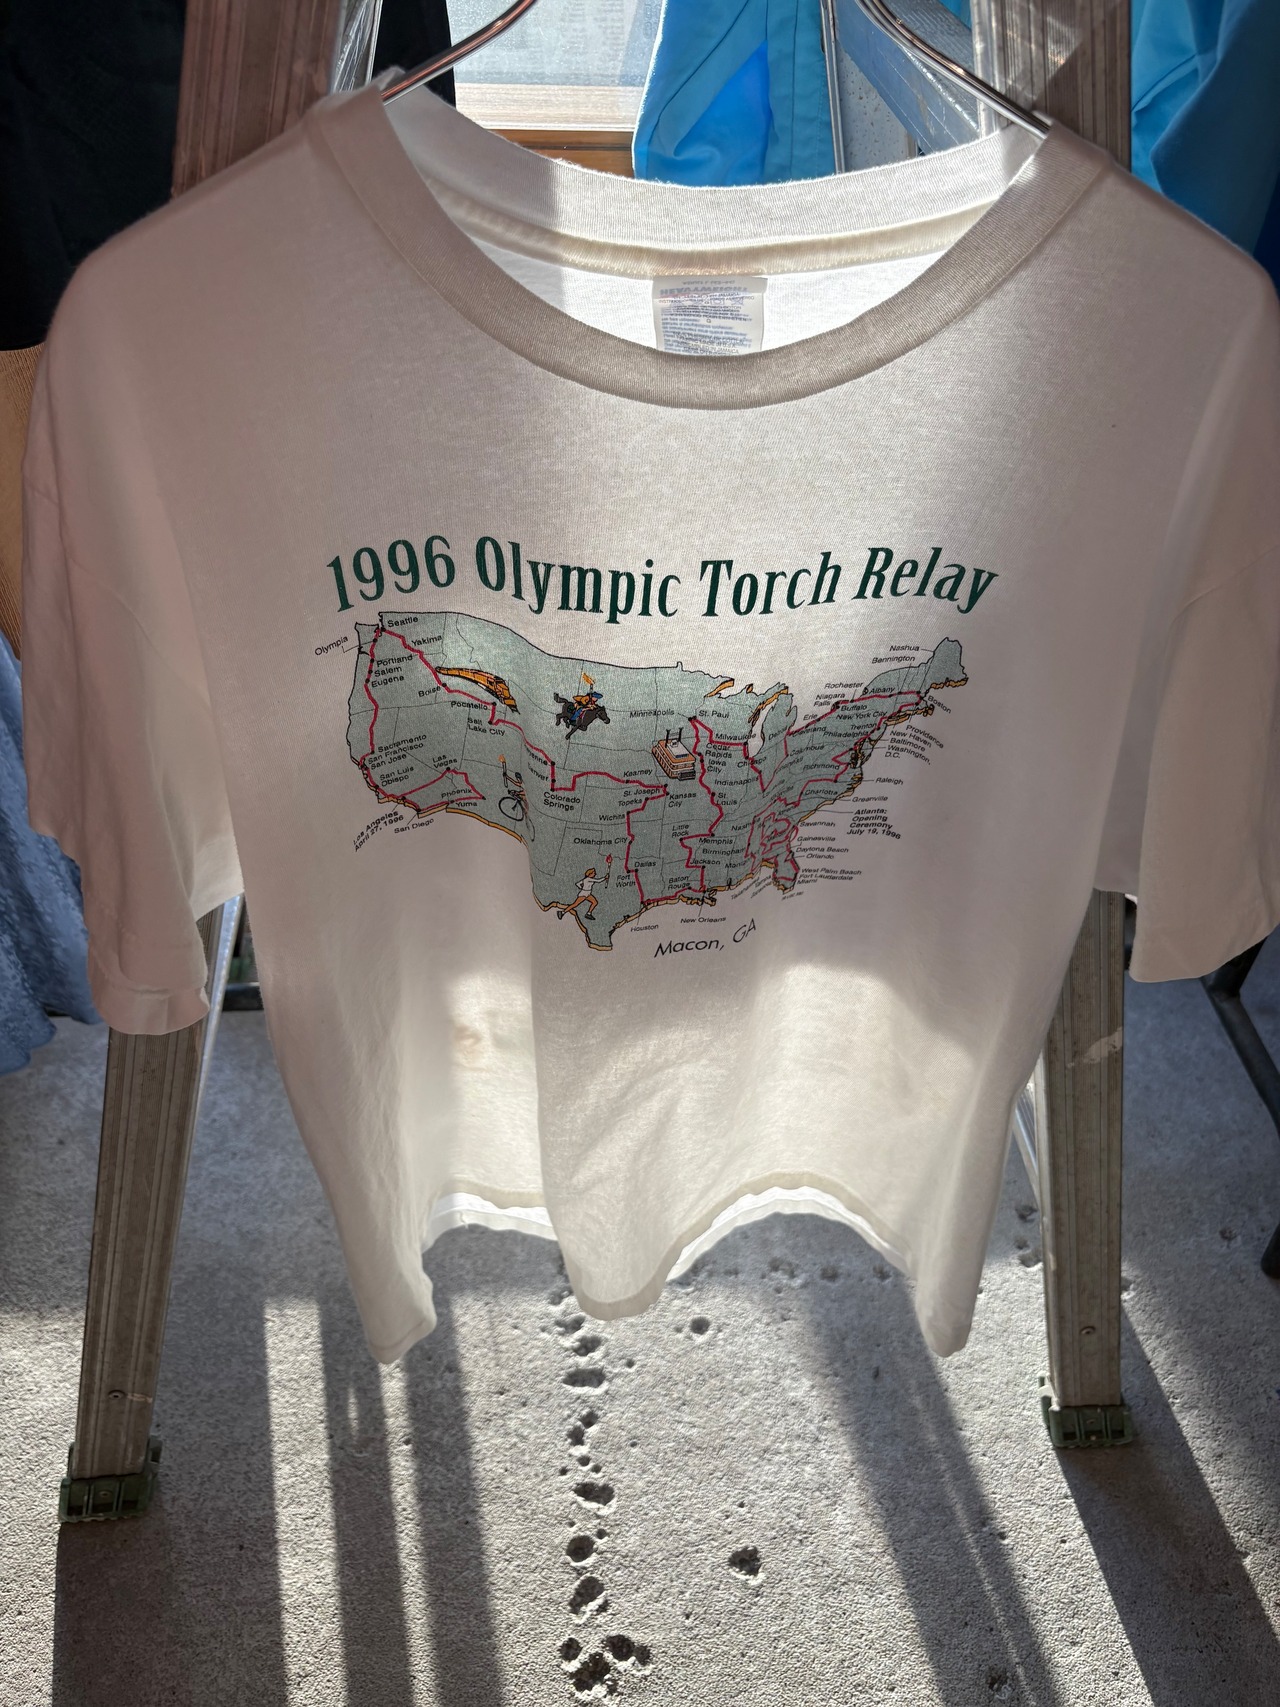 HEAVYWEIGHT
1996 Olympic Torch Relay
Seattle
Olympia
Yakima
Portland
Salem
Eugene
Boise
Pocatello
Salt
Lake City
Sacramento
San Francisco
San Jose
San Luis
Obispo
Las
Vegas
Phoenix
Yuma
Los Angeles
April 27, 1996
San Diego
Colorado
Springs
Kearney
St. Joseph
Topeka
Kansas
City
Wichita
Oklahoma City
Dallas
Fort
Worth
Houston
Minneapolis
St. Paul
Milwaukee
Cedar
Rapids
Iowa
City
Indianapolis
St.
Louis
Little
Rock
Memphis
Birmingham
Jackson
Baton
Rouge
New Orleans
Nashua
Bennington
Rochester
Albany
Niagara
Falls
Buffalo
Boston
New York City
Erie
Cleveland
Trenton
Philadelphia
Providence
New Haven
Baltimore
Washington,
D.C.
Richmond
Raleigh
Charlotte
Greenville
Atlanta:
Opening
Ceremony
July 19, 1996
Savannah
Gainesville
Daytona Beach
Orlando
West Palm Beach
Fort Lauderdale
Miami
Macon, GA